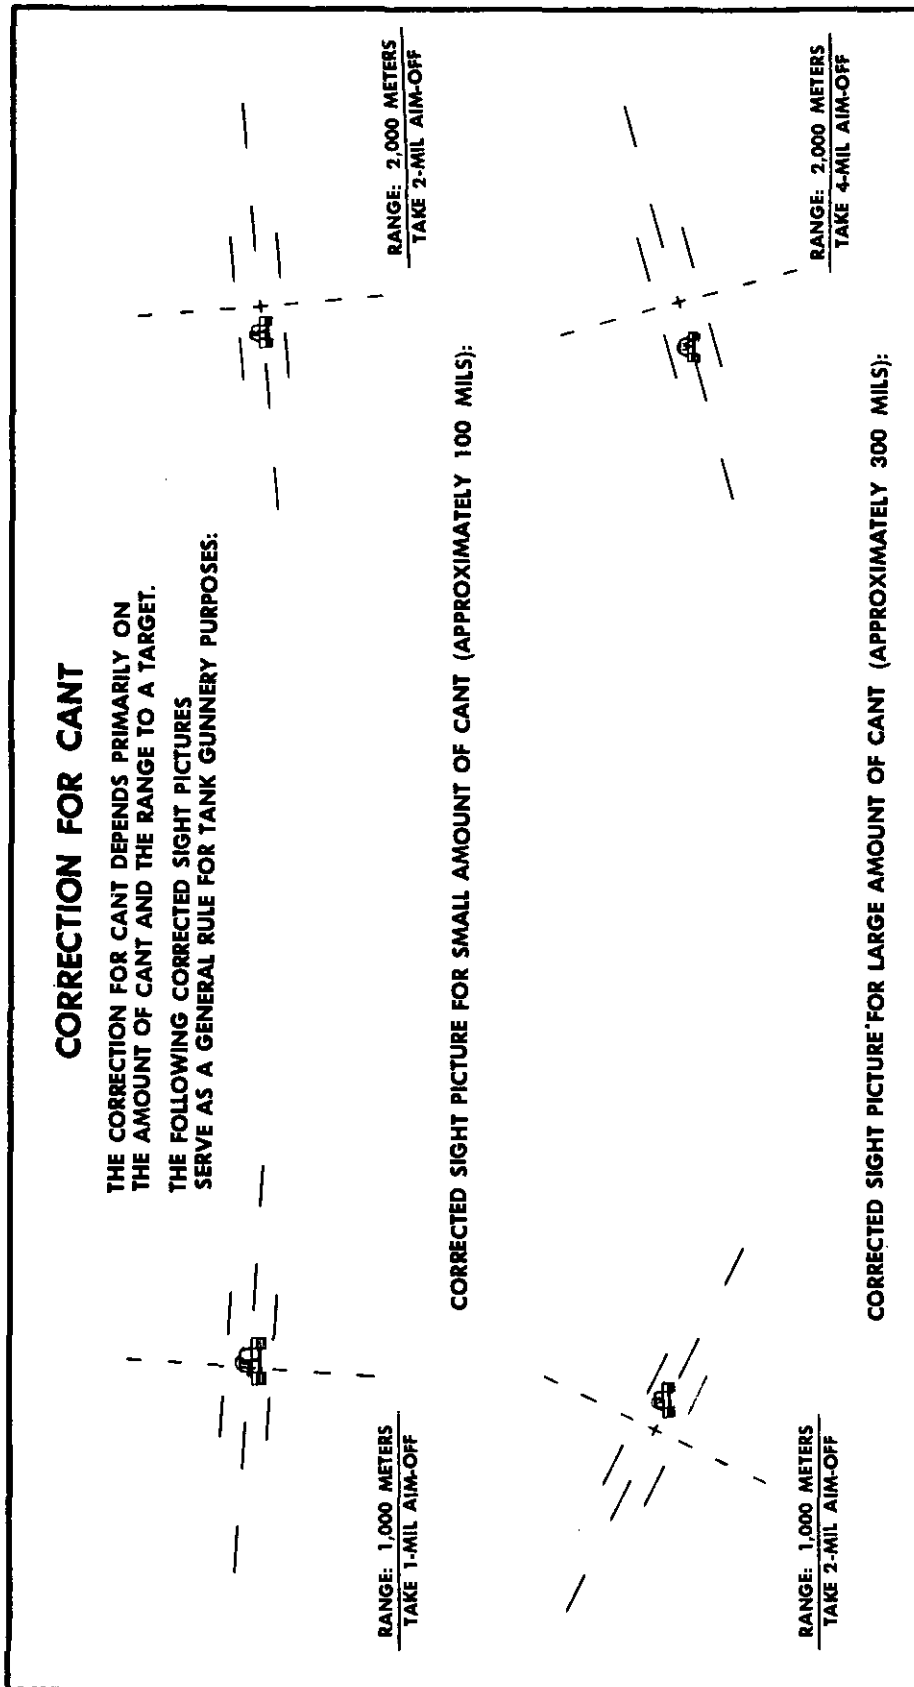 CORRECTION FOR CANT
THE CORRECTION FOR CANT DEPENDS PRIMARILY ON
THE AMOUNT OF CANT AND THE RANGE TO A TARGET.
THE FOLLOWING CORRECTED SIGHT PICTURES
SERVE AS A GENERAL RULE FOR TANK GUNNERY PURPOSES:
RANGE: 1,000 METERS
TAKE 1-MIL AIM-OFF
RANGE: 2,000 METERS
TAKE 2-MIL AIM-OFF
CORRECTED SIGHT PICTURE FOR SMALL AMOUNT OF CANT (APPROXIMATELY 100 MILS):
RANGE: 1,000 METERS
TAKE 2-MIL AIM-OFF
RANGE: 2,000 METERS
TAKE 4-MIL AIM-OFF
CORRECTED SIGHT PICTURE FOR LARGE AMOUNT OF CANT (APPROXIMATELY 300 MILS):